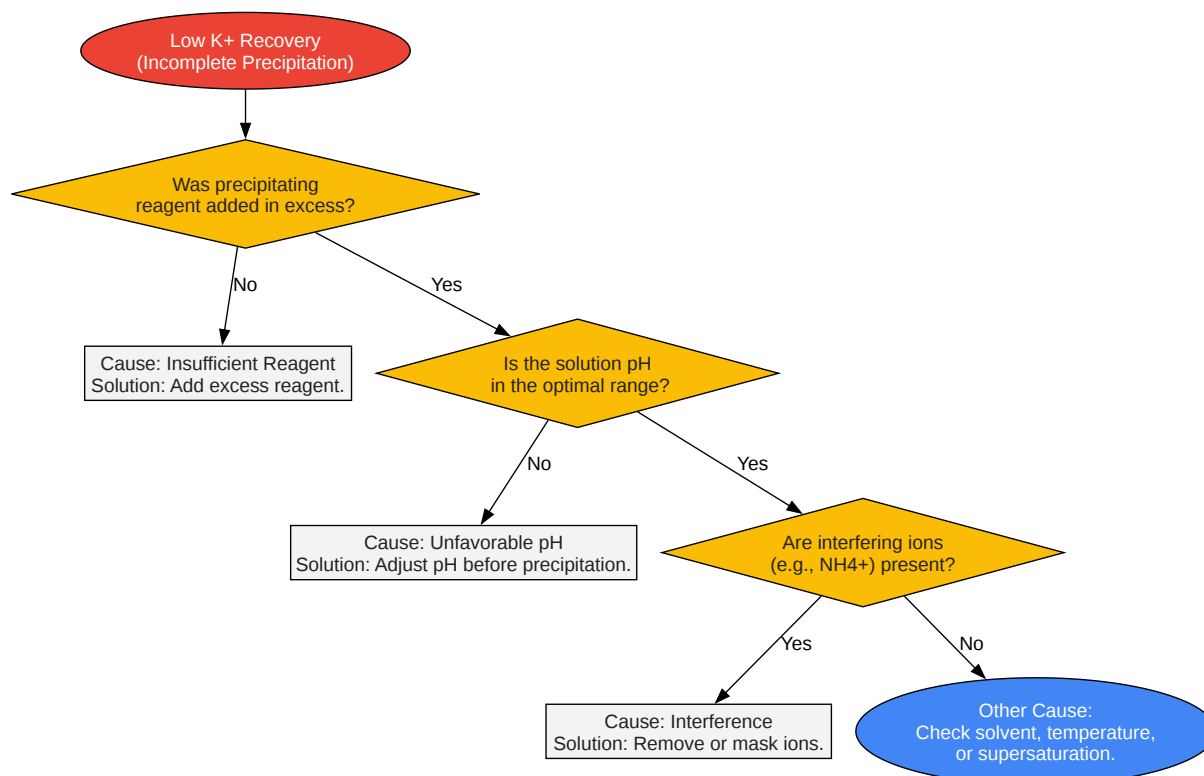 Low K+ Recovery
(Incomplete Precipitation)
Was precipitating
reagent added in excess?
No
Yes
Cause: Insufficient Reagent
Solution: Add excess reagent.
Is the solution pH
in the optimal range?
No
Yes
Cause: Unfavorable pH
Solution: Adjust pH before precipitation.
Are interfering ions
(e.g., NH4+) present?
Yes
No
Cause: Interference
Solution: Remove or mask ions.
Other Cause:
Check solvent, temperature,
or supersaturation.